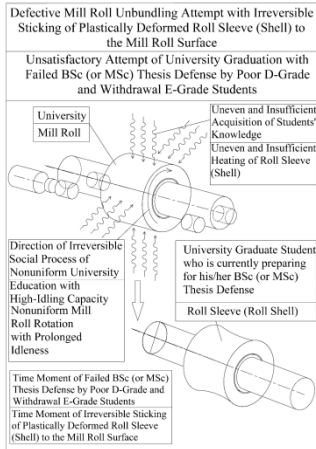 Defective Mill Roll Unbundling Attempt with Irreversible
Sticking of Plastically Deformed Roll Sleeve (Shell) to
the Mill Roll Surface
Unsatisfactory Attempt of University Graduation with
Failed BSc (or MSc) Thesis Defense by Poor D-Grade
and Withdrawal E-Grade Students
University
Mill Roll
Uneven and Insufficient
Acquisition of Students'
Knowledge
Uneven and Insufficient
Heating of Roll Sleeve
(Shell)
Direction of Irreversible
Social Process of
Nonuniform University
Education with
High-Idling Capacity
Nonuniform Mill
Roll Rotation
with Prolonged
Idleness
University Graduate Student
who is currently preparing
for his/her BSc (or MSc)
Thesis Defense
Roll Sleeve (Roll Shell)
Time Moment of Failed BSc (or MSc)
Thesis Defense by Poor D-Grade and
Withdrawal E-Grade Students
Time Moment of Irreversible Sticking
of Plastically Deformed Roll Sleeve
(Shell) to the Mill Roll Surface